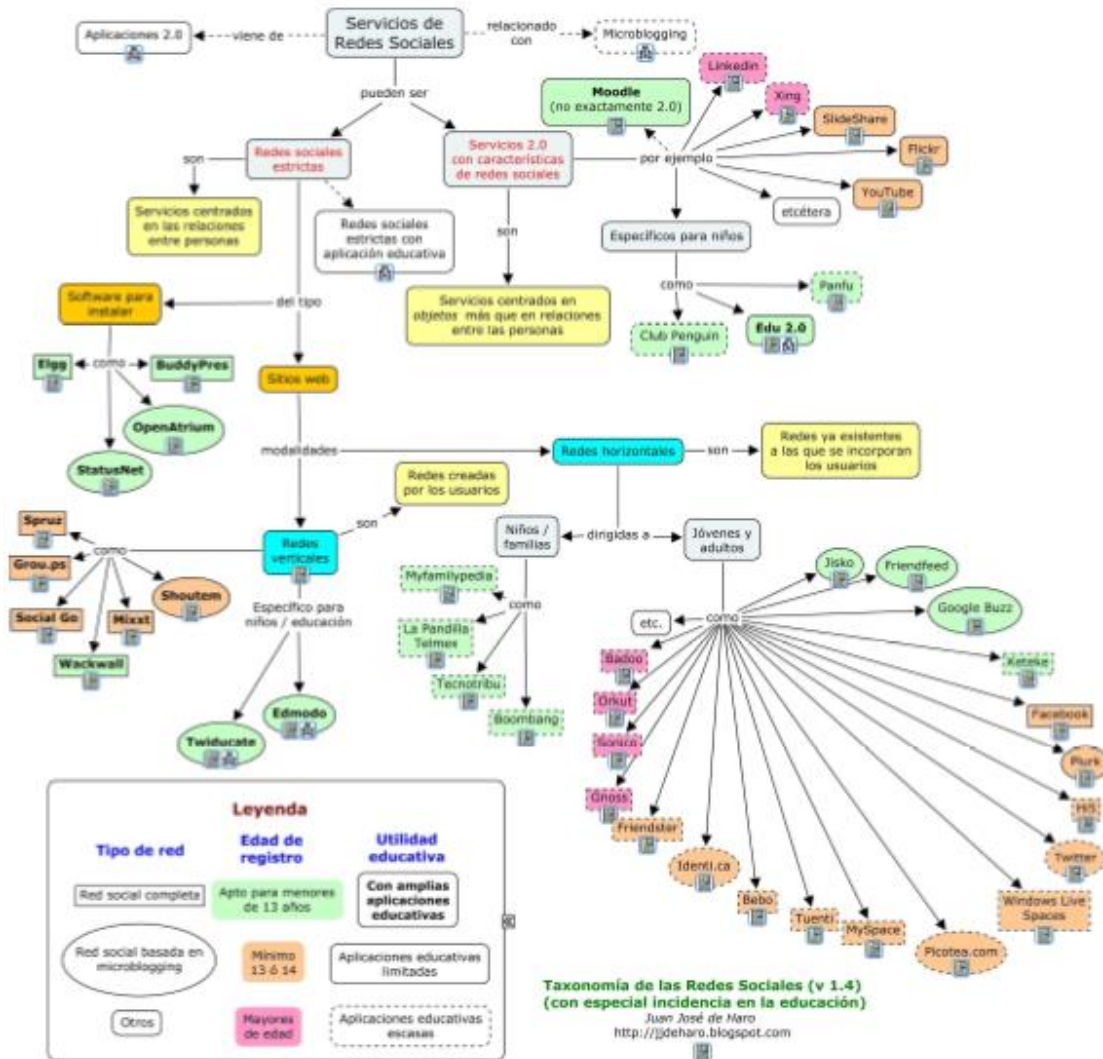 Servicios de
Redes Sociales
Aplicaciones 2.0
viene de
relacionado
con
Microblogging
pueden ser
Linkedin
Xing
Moodle
(no exactamente 2.0)
SlideShare
Flickr
YouTube
etcétera
por ejemplo
Redes sociales
estrictas
Servicios 2.0
con características
de redes sociales
son
Servicios centrados
en las relaciones
entre personas
Redes sociales
estrictas con
aplicación educativa
son
Específicos para niños
como
Panfu
Edu 2.0
Club Penguin
Servicios centrados en
objetos más que en relaciones
entre las personas
Software para
instalar
del tipo
Elgg
como
BuddyPres
OpenAtrium
StatusNet
Sitios web
modalidades
Redes horizontales
son
Redes ya existentes
a las que se incorporan
los usuarios
Redes creadas
por los usuarios
son
Redes
verticales
Spruz
como
Grou.ps
Social Go
Mixxt
Shoutem
Wackwall
Específico para
niños / educación
Edmodo
Twiducate
Niños /
familias
dirigidas a
Jóvenes y
adultos
Myfamilypedia
como
La Pandilla
Telmex
Tecnotribu
Boombang
Jisko
Friendfeed
Google Buzz
etc.
como
Badoo
Keteke
Orkut
Facebook
Sonico
Plurk
Gnoss
Hi5
Friendster
Twitter
Identi.ca
Windows Live
Spaces
Bebo
Tuenti
MySpace
Picotea.com
Leyenda
Tipo de red
Edad de
registro
Utilidad
educativa
Red social completa
Apto para menores
de 13 años
Con amplias
aplicaciones
educativas
Red social basada en
microblogging
Mínimo
13 ó 14
Aplicaciones educativas
limitadas
Otros
Mayores
de edad
Aplicaciones educativas
escasas
Taxonomía de las Redes Sociales (v 1.4)
(con especial incidencia en la educación)
Juan José de Haro
http://jjdeharo.blogspot.com